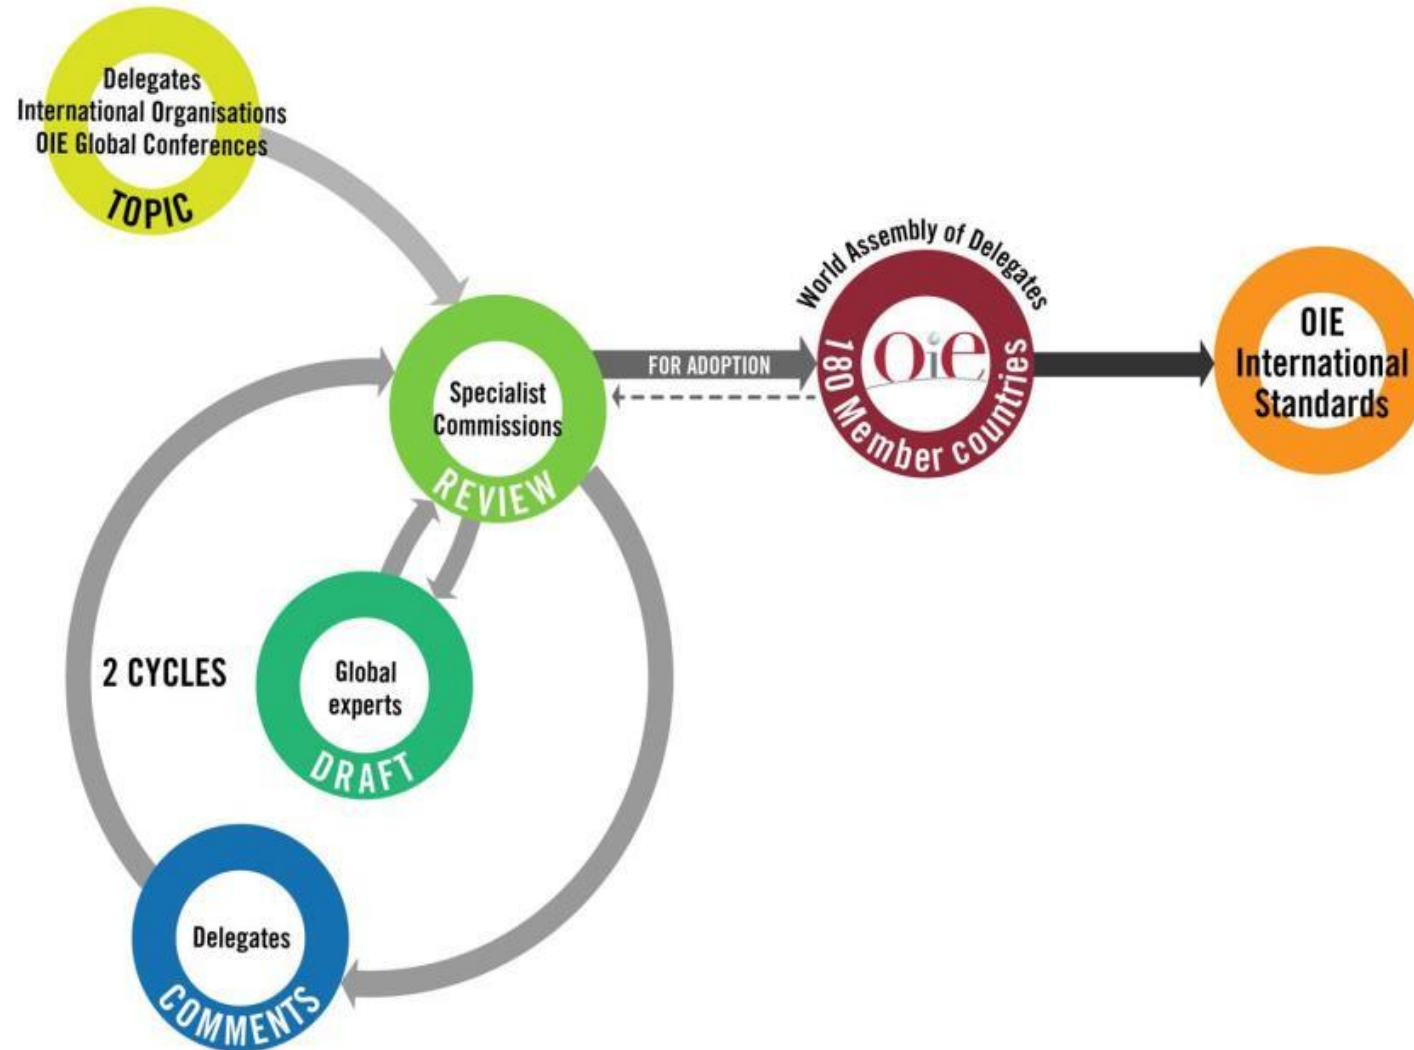 Delegates
International Organisations
OIE Global Conferences
TOPIC
World Assembly of Delegates
Oie
180 Member countries
OIE
International
Standards
FOR ADOPTION
Specialist
Commissions
REVIEW
2 CYCLES
Global
experts
DRAFT
Delegates
COMMENTS